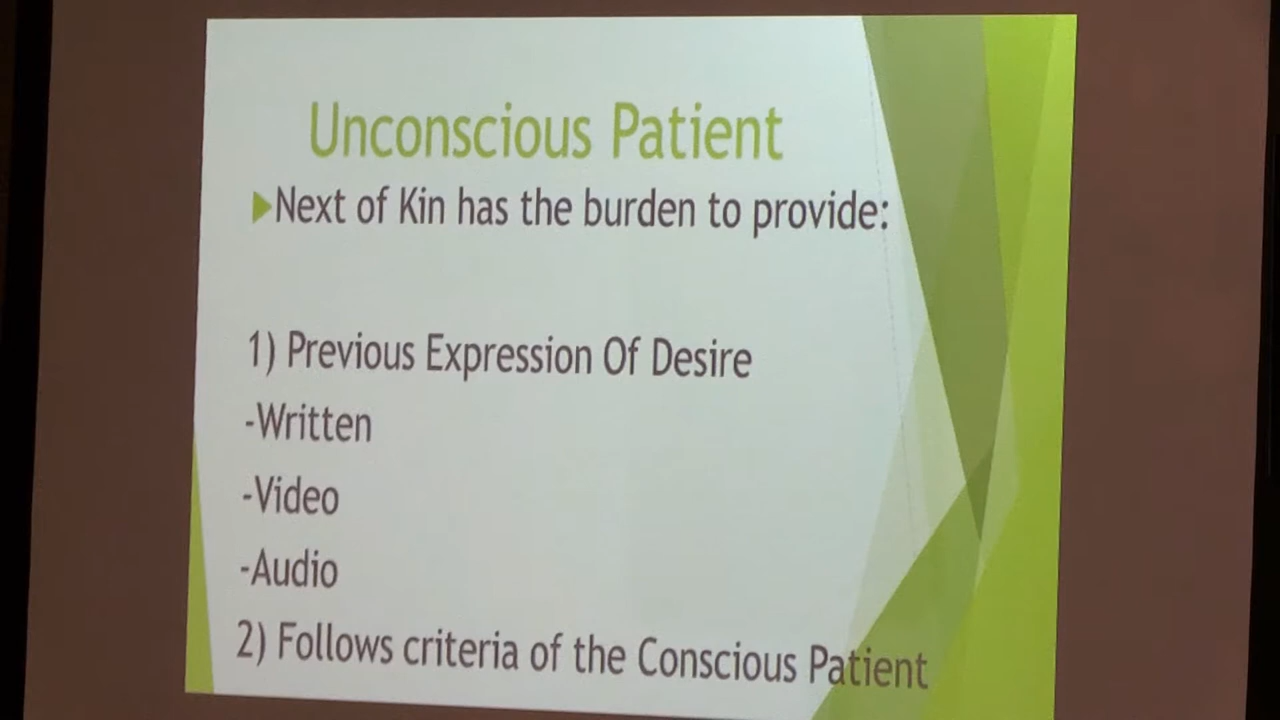 Unconscious Patient
Next of Kin has the burden to provide:
1) Previous Expression Of Desire
-Written
-Video
-Audio
2) Follows criteria of the Conscious Patient